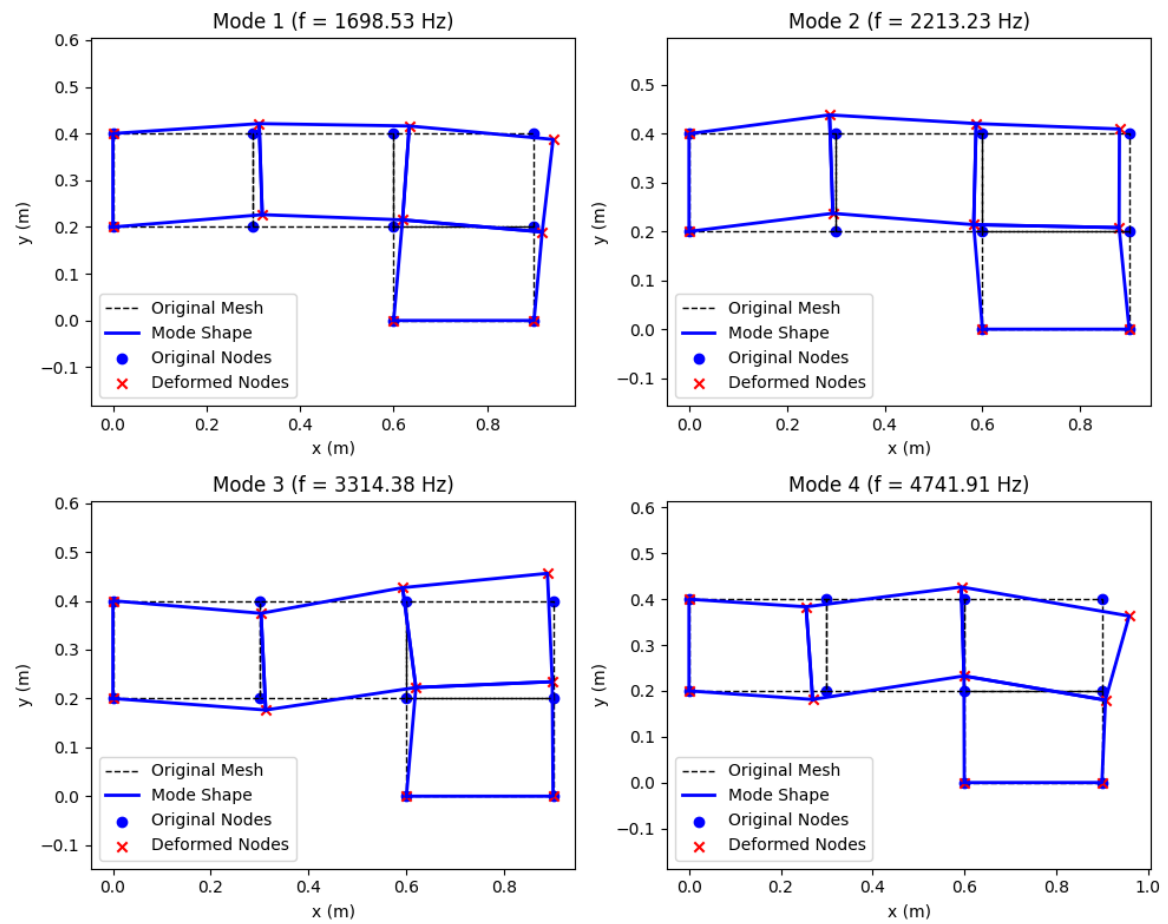 Mode 1 (f = 1698.53 Hz)
0.6
0.5
0.4
0.3
0.2
0.1
0.0
−0.1
y (m)
Original Mesh
Mode Shape
Original Nodes
Deformed Nodes
0.0 0.2 0.4 0.6 0.8
x (m)
Mode 2 (f = 2213.23 Hz)
0.5
0.4
0.3
0.2
0.1
0.0
−0.1
y (m)
Original Mesh
Mode Shape
Original Nodes
Deformed Nodes
0.0 0.2 0.4 0.6 0.8
x (m)
Mode 3 (f = 3314.38 Hz)
0.6
0.5
0.4
0.3
0.2
0.1
0.0
−0.1
y (m)
Original Mesh
Mode Shape
Original Nodes
Deformed Nodes
0.0 0.2 0.4 0.6 0.8
x (m)
Mode 4 (f = 4741.91 Hz)
0.6
0.5
0.4
0.3
0.2
0.1
0.0
−0.1
y (m)
Original Mesh
Mode Shape
Original Nodes
Deformed Nodes
0.0 0.2 0.4 0.6 0.8 1.0
x (m)